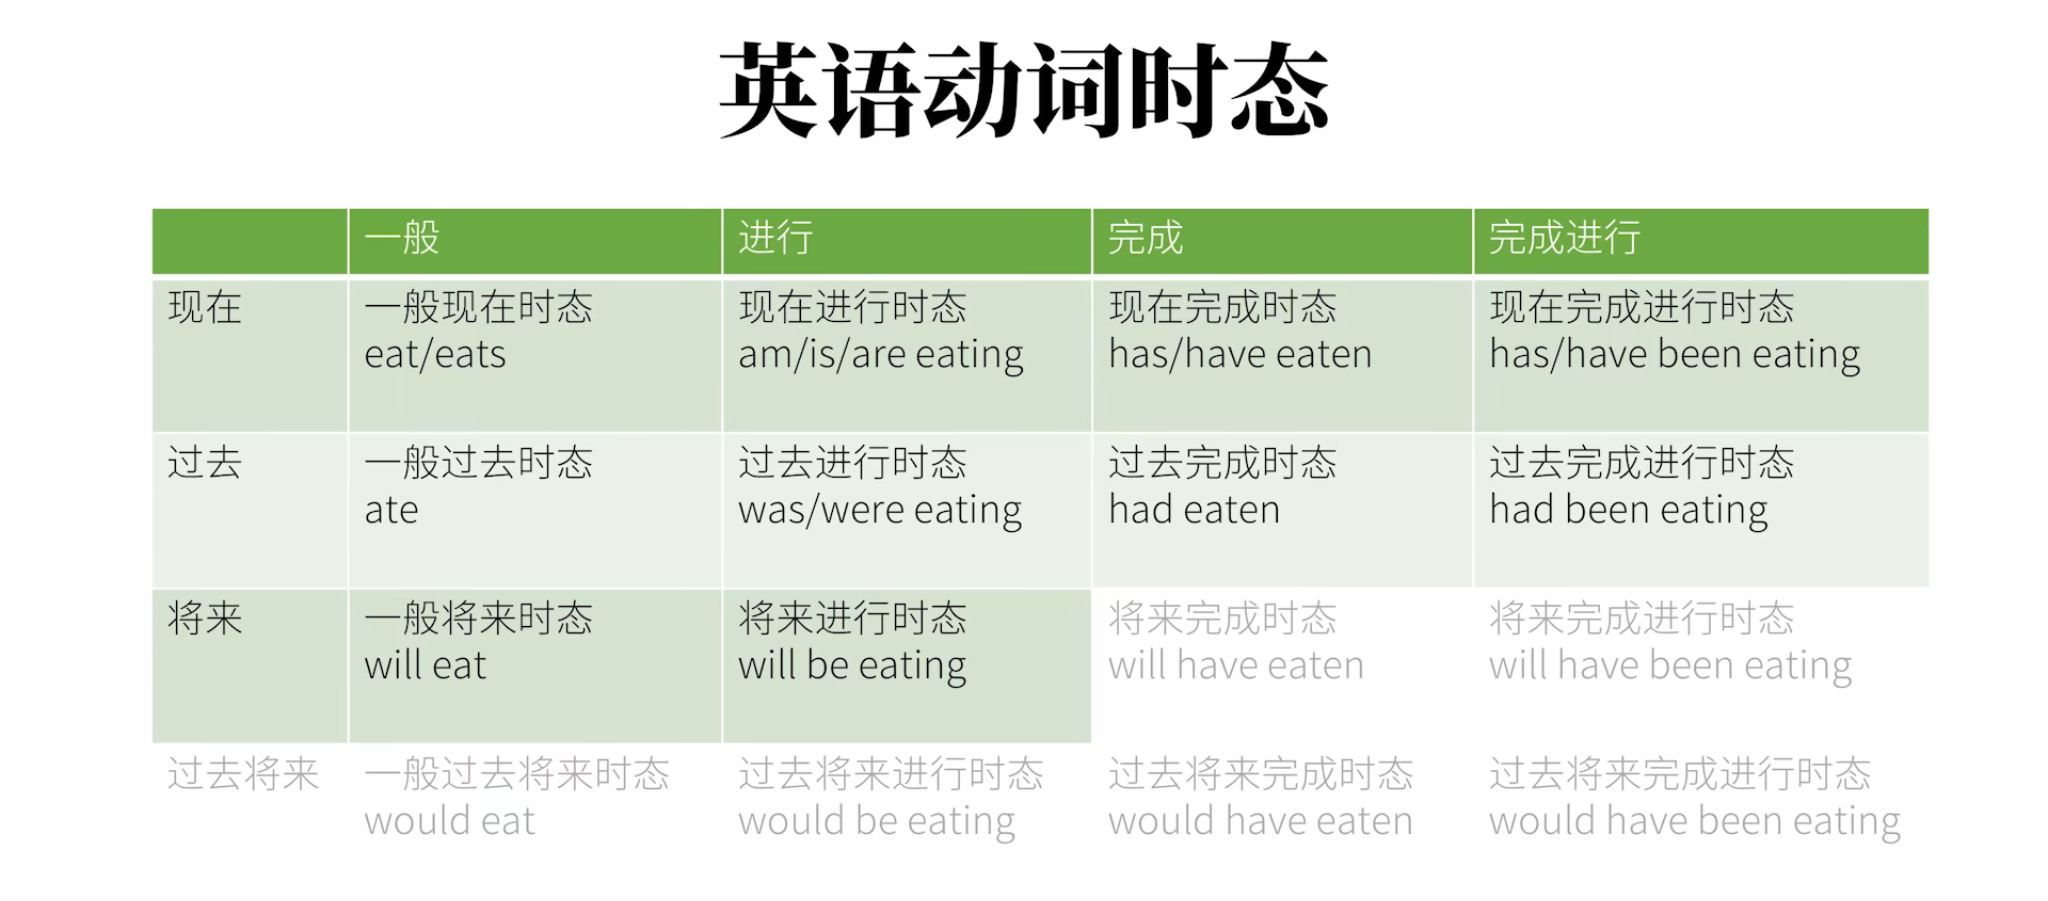 英语动词时态
一般 进行 完成 完成进行
现在 一般现在时态 现在进行时态 现在完成时态 现在完成进行时态
eat/eats am/is/are eating has/have eaten has/have been eating
过去 一般过去时态 过去进行时态 过去完成时态 过去完成进行时态
ate was/were eating had eaten had been eating
将来 一般将来时态 将来进行时态 将来完成时态 将来完成进行时态
will eat will be eating will have eaten will have been eating
过去将来 一般过去将来时态 过去将来进行时态 过去将来完成时态 过去将来完成进行时态
would eat would be eating would have eaten would have been eating